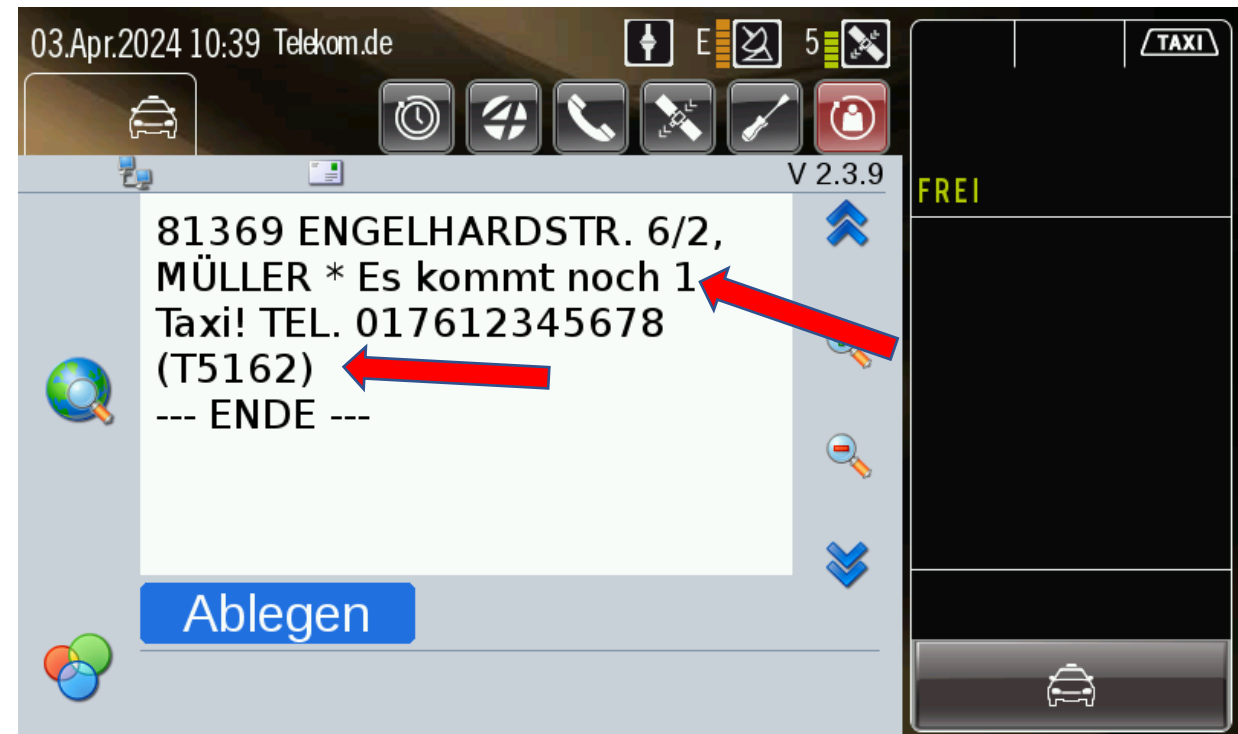 03.Apr.2024 10:39 Telekom.de E 5 TAXI
V 2.3.9
FREI
81369 ENGELHARDSTR. 6/2,
MÜLLER * Es kommt noch 1
Taxi! TEL. 017612345678
(T5162)
--- ENDE ---
Ablegen